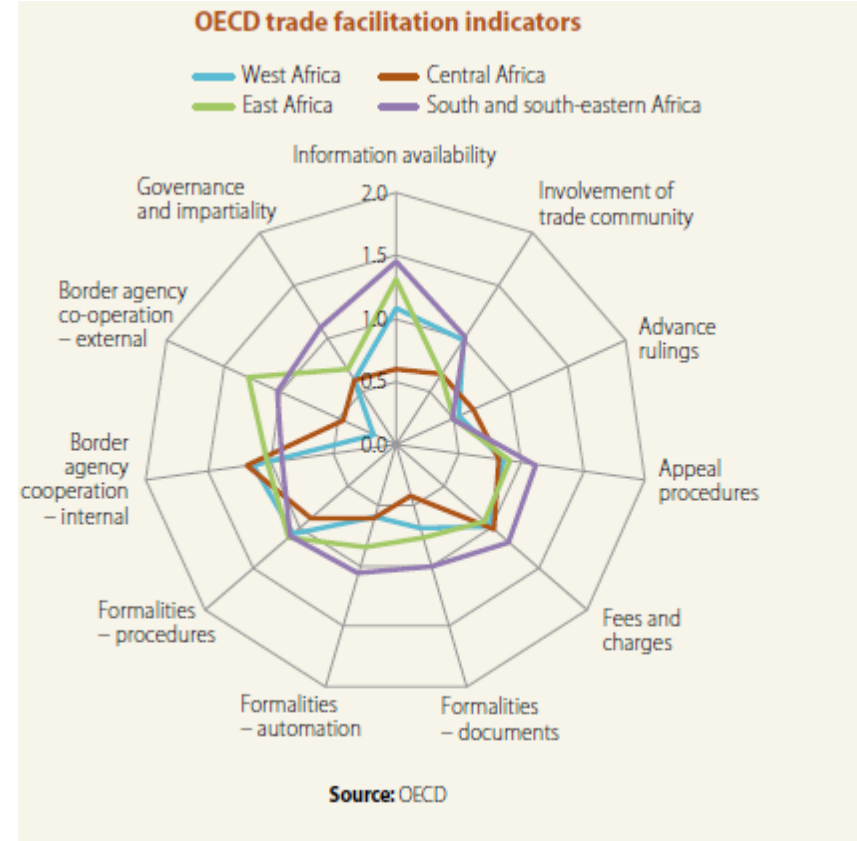 OECD trade facilitation indicators
West Africa
Central Africa
East Africa
South and south-eastern Africa
Information availability
Governance
and impartiality
2.0
Involvement of
trade community
1.5
Border agency
co-operation
– external
1.0
Advance
rulings
0.5
0.0
Border
agency
cooperation
– internal
Appeal
procedures
Formalities
– procedures
Fees and
charges
Formalities
– automation
Formalities
– documents
Source: OECD